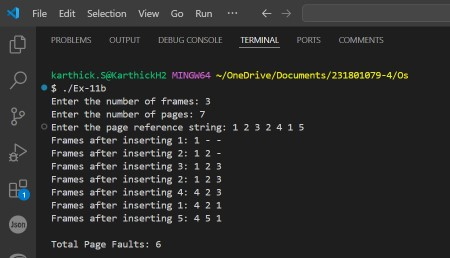 File Edit Selection View Go Run ···
PROBLEMS OUTPUT DEBUG CONSOLE TERMINAL PORTS COMMENTS
karthick.S@KarthickH2 MINGW64 ~/OneDrive/Documents/231801079-4/Os
$ ./Ex-11b
Enter the number of frames: 3
Enter the number of pages: 7
Enter the page reference string: 1 2 3 2 4 1 5
Frames after inserting 1: 1 - -
Frames after inserting 2: 1 2 -
Frames after inserting 3: 1 2 3
Frames after inserting 2: 1 2 3
Frames after inserting 4: 4 2 3
Frames after inserting 1: 4 2 1
Frames after inserting 5: 4 5 1
Total Page Faults: 6
1
Json